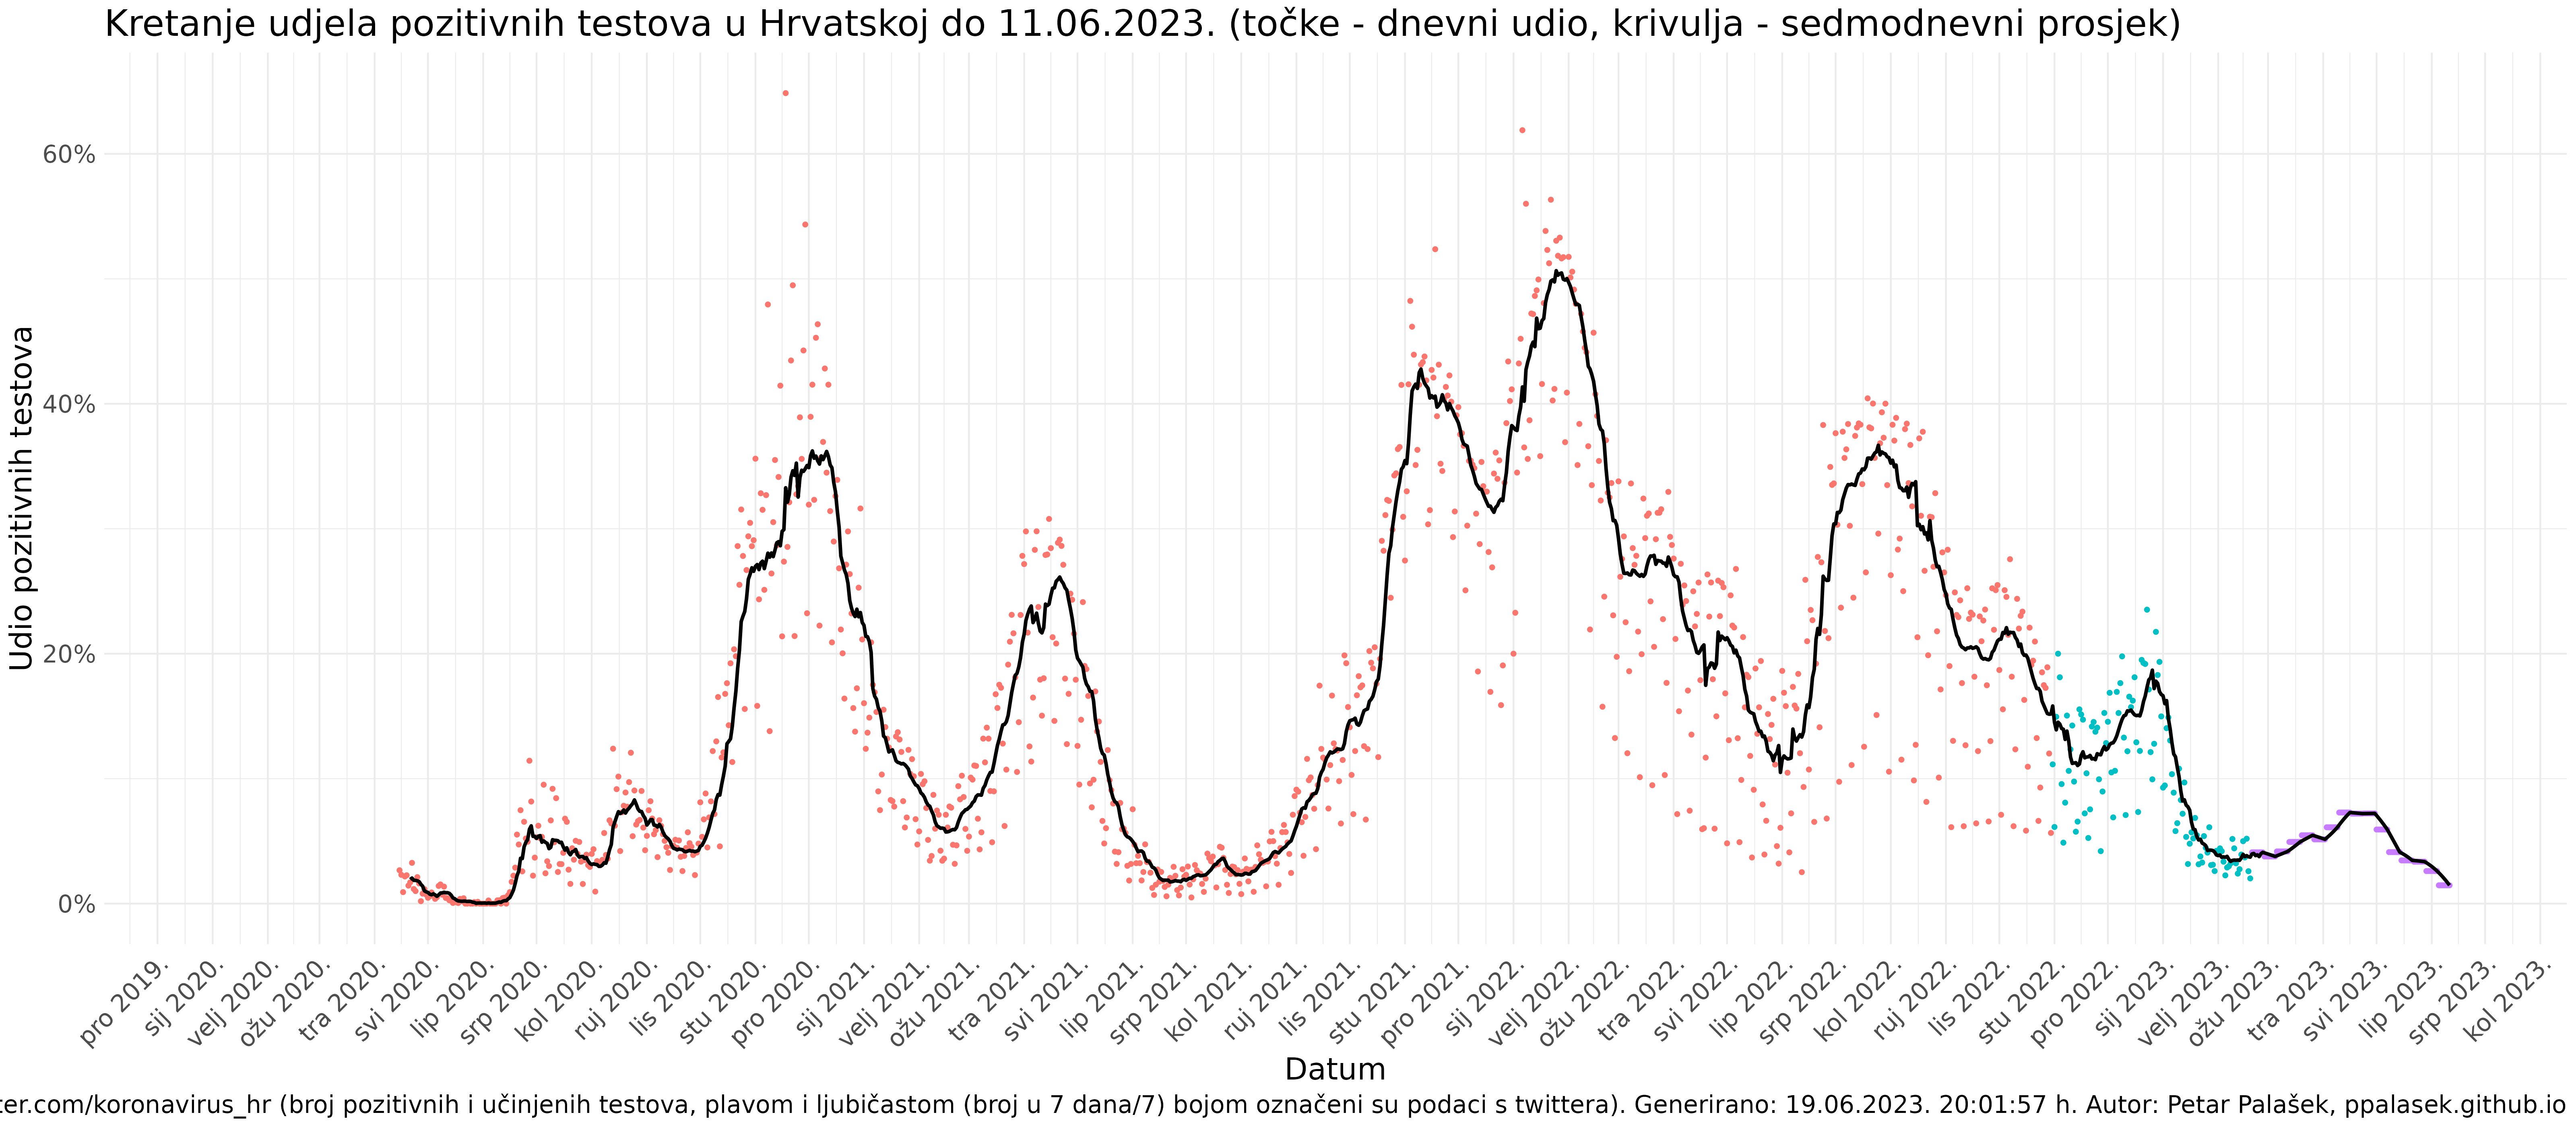 Kretanje udjela pozitivnih testova u Hrvatskoj do 11.06.2023. (točke - dnevni udio, krivulja - sedmodnevni prosjek)
Udio pozitivnih testova
60%
40%
20%
0%
pro 2019.
sij 2020.
velj 2020.
ožu 2020.
tra 2020.
svi 2020.
lip 2020.
srp 2020.
kol 2020.
ruj 2020.
lis 2020.
stu 2020.
pro 2020.
sij 2021.
velj 2021.
ožu 2021.
tra 2021.
svi 2021.
lip 2021.
srp 2021.
kol 2021.
ruj 2021.
lis 2021.
stu 2021.
pro 2021.
sij 2022.
velj 2022.
ožu 2022.
tra 2022.
svi 2022.
lip 2022.
srp 2022.
kol 2022.
ruj 2022.
lis 2022.
stu 2022.
pro 2022.
sij 2023.
velj 2023.
ožu 2023.
tra 2023.
svi 2023.
lip 2023.
srp 2023.
kol 2023.
Datum
ter.com/koronavirus_hr (broj pozitivnih i učinjenih testova, plavom i ljubičastom (broj u 7 dana/7) bojom označeni su podaci s twittera). Generirano: 19.06.2023. 20:01:57 h. Autor: Petar Palašek, ppalasek.github.io